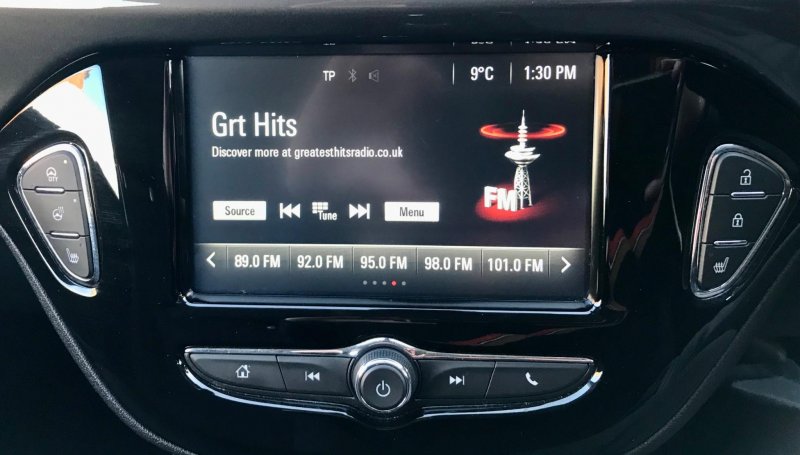 TP
9°C
1:30 PM
Grt Hits
Discover more at greatesthitsradio.co.uk
FM
Source
Tune
Menu
89.0 FM
92.0 FM
95.0 FM
98.0 FM
101.0 FM
CITY